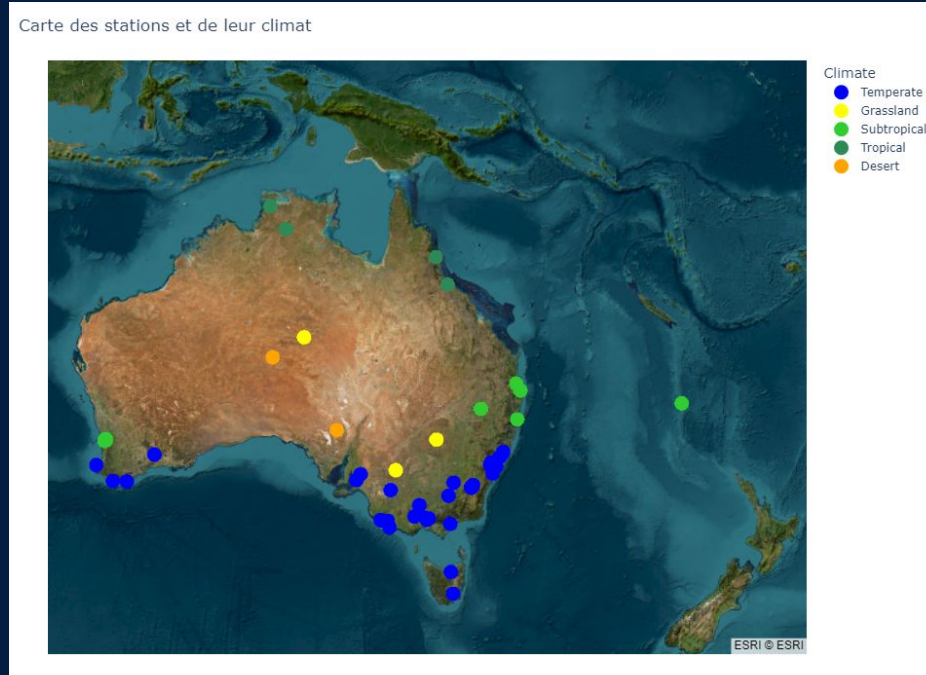 Carte des stations et de leur climat
Climate
Temperate
Grassland
Subtropical
Tropical
Desert
ESRI © ESRI